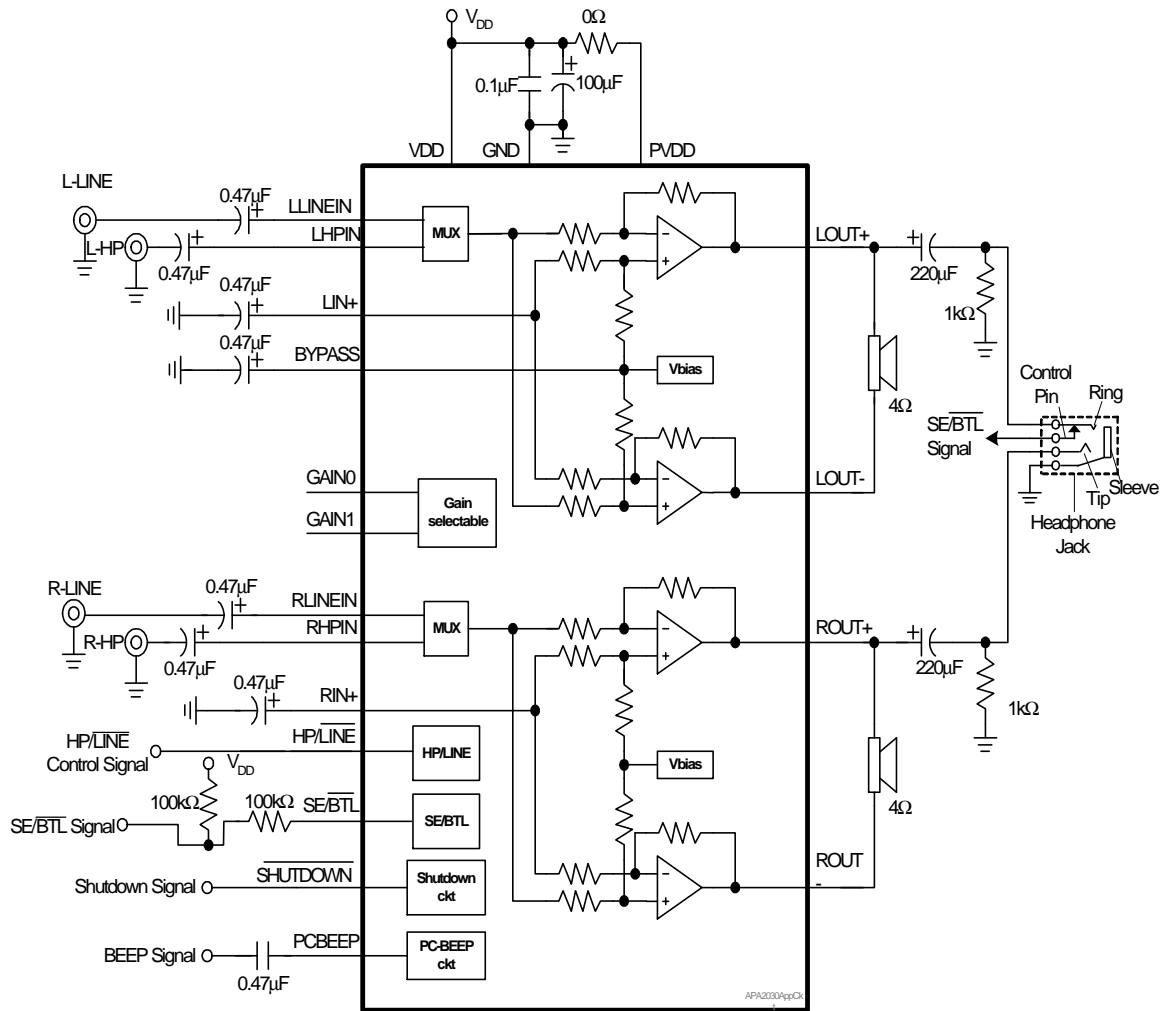 V_DD
0Ω
0.1µF
100µF
VDD
GND
PVDD
L-LINE
0.47µF
LLINEIN
MUX
L-HP
LHPIN
0.47µF
LOUT+
220µF
1kΩ
0.47µF
LIN+
0.47µF
BYPASS
Vbias
4Ω
Control
Pin
Ring
SE/BTL
Signal
Tip
Sleeve
Headphone
Jack
LOUT-
GAIN0
GAIN1
Gain
selectable
R-LINE
0.47µF
RLINEIN
MUX
R-HP
RHPIN
0.47µF
ROUT+
220µF
1kΩ
0.47µF
RIN+
HP/LINE
Control Signal
HP/LINE
HP/LINE
Vbias
4Ω
V_DD
100kΩ
100kΩ
SE/BTL
SE/BTL
SE/BTL Signal
ROUT
-
Shutdown Signal
SHUTDOWN
Shutdown
ckt
BEEP Signal
0.47µF
PCBEEP
PC-BEEP
ckt
APA2030AppCk
t